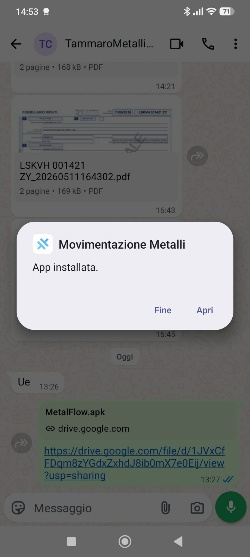 14:53
71
TC TammaroMetalli...
2 pagine • 168 kB • PDF
14:21
LSKVH 001421
ZY_20260511164302.pdf
2 pagine • 169 kB • PDF
15:43
Movimentazione Metalli
App installata.
Fine Apri
15:45
Oggi
Ue 13:26
MetalFlow.apk
drive.google.com
https://drive.google.com/file/d/1JVxCf
FDqm8zYGdxZxhdJ8ib0mX7e0Eij/view
?usp=sharing
13:27
Messaggio